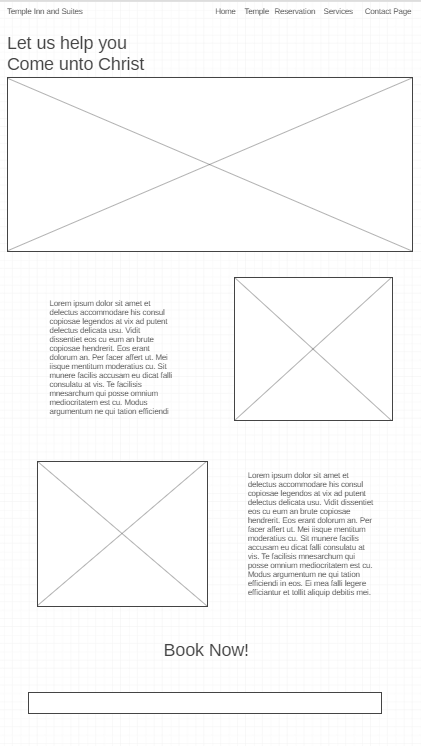 Temple Inn and Suites
Home Temple Reservation Services Contact Page
Let us help you
Come unto Christ
Lorem ipsum dolor sit amet et
delectus accommodare his consul
copiosae legendos at vix ad putent
delectus delicata usu. Vidit
dissentiet eos cu eum an brute
copiosae hendrerit. Eos erant
dolorum an. Per facer affert ut. Mei
iisque mentitum moderatius cu. Sit
munere facilis accusam eu dicat falli
consulatu at vis. Te facilisis
mnesarchum qui posse omnium
mediocritatem est cu. Modus
argumentum ne qui tation efficiendi
Lorem ipsum dolor sit amet et
delectus accommodare his consul
copiosae legendos at vix ad putent
delectus delicata usu. Vidit dissentiet
eos cu eum an brute copiosae
hendrerit. Eos erant dolorum an. Per
facer affert ut. Mei iisque mentitum
moderatius cu. Sit munere facilis
accusam eu dicat falli consulatu at
vis. Te facilisis mnesarchum qui
posse omnium mediocritatem est cu.
Modus argumentum ne qui tation
efficiendi in eos. Ei mea falli legere
efficiantur et tollit aliquip debitis mei.
Book Now!